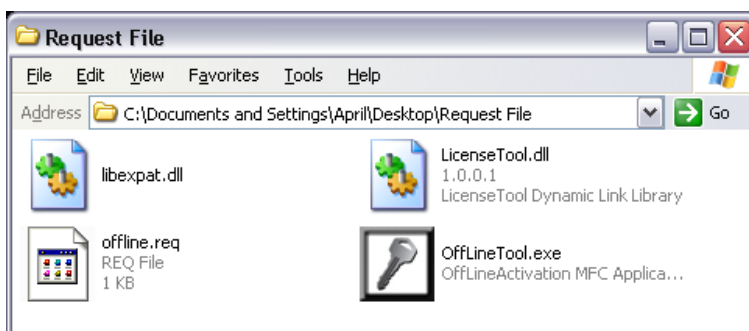 Request File
File Edit View Favorites Tools Help
Address C:\Documents and Settings\April\Desktop\Request File Go
libexpat.dll
LicenseTool.dll
1.0.0.1
LicenseTool Dynamic Link Library
offline.req
REQ File
1 KB
OffLineTool.exe
OffLineActivation MFC Applica...